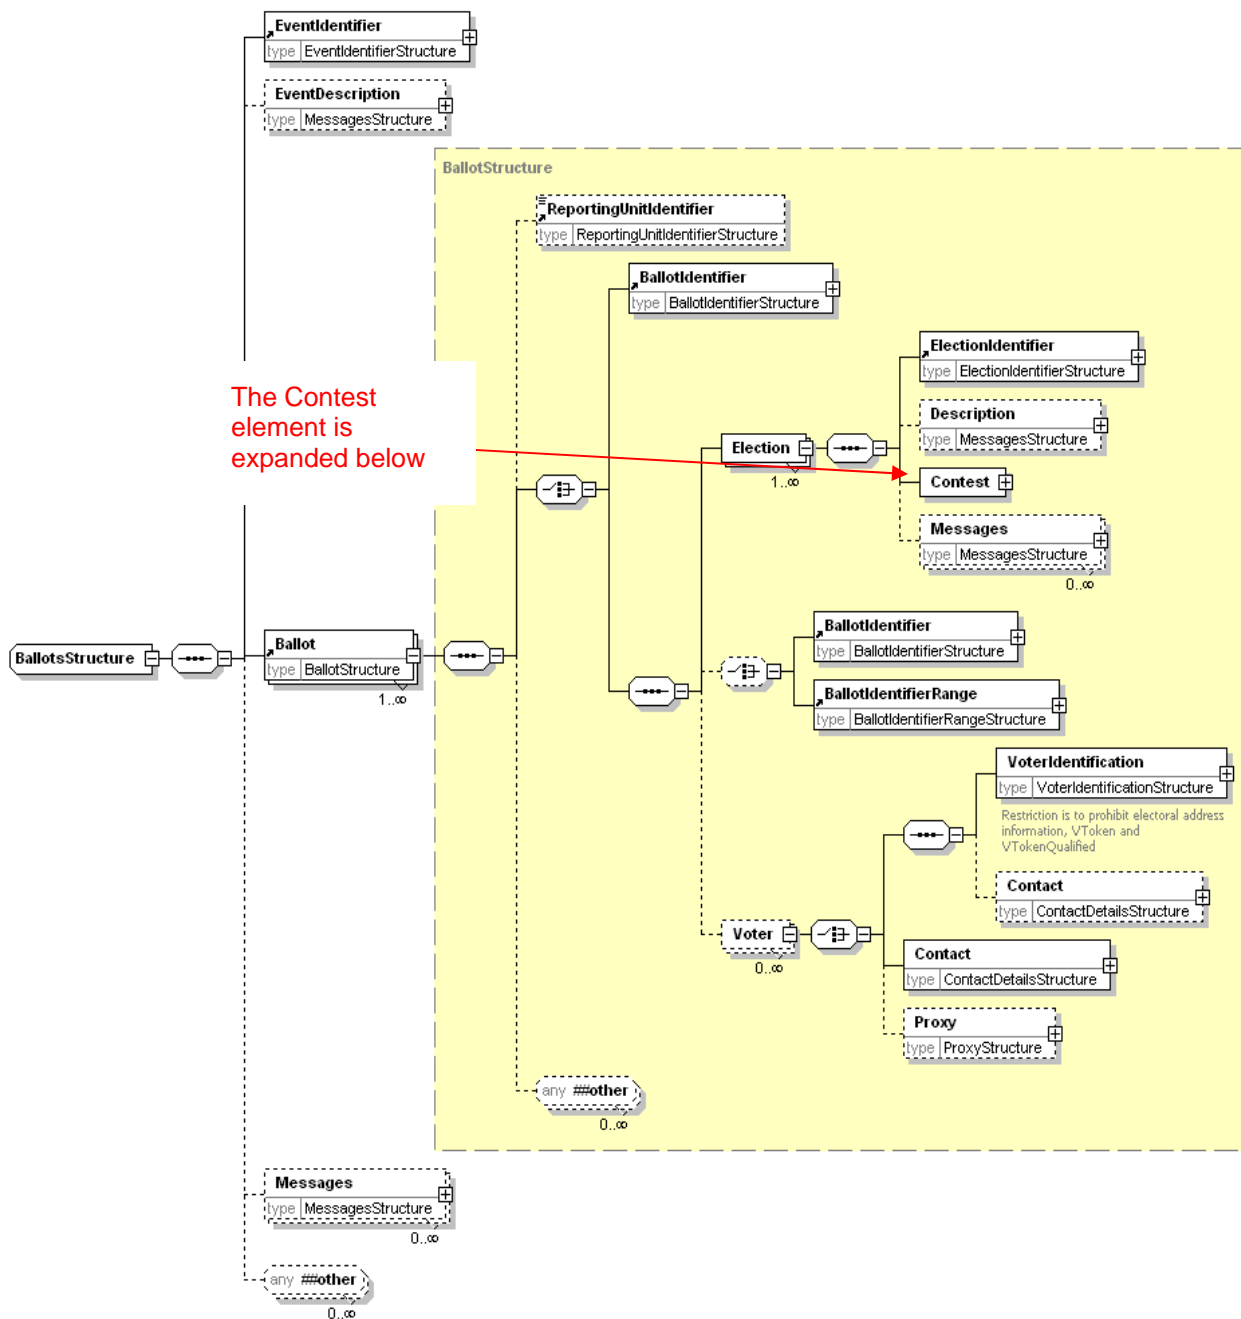 EventIdentifier
type EventIdentifierStructure
EventDescription
type MessagesStructure
BallotStructure
ReportingUnitIdentifier
type ReportingUnitIdentifierStructure
BallotIdentifier
type BallotIdentifierStructure
ElectionIdentifier
type ElectionIdentifierStructure
The Contest
element is
expanded below
Description
type MessagesStructure
Election
1..∞
Contest
Messages
type MessagesStructure
0..∞
BallotIdentifier
type BallotIdentifierStructure
BallotsStructure
Ballot
type BallotStructure
1..∞
BallotIdentifierRange
type BallotIdentifierRangeStructure
VoterIdentification
type VoterIdentificationStructure
Restriction is to prohibit electoral address
information, VToken and
VTokenQualified
Contact
type ContactDetailsStructure
Voter
0..∞
Contact
type ContactDetailsStructure
Proxy
type ProxyStructure
any ##other
0..∞
Messages
type MessagesStructure
0..∞
any ##other
0..∞